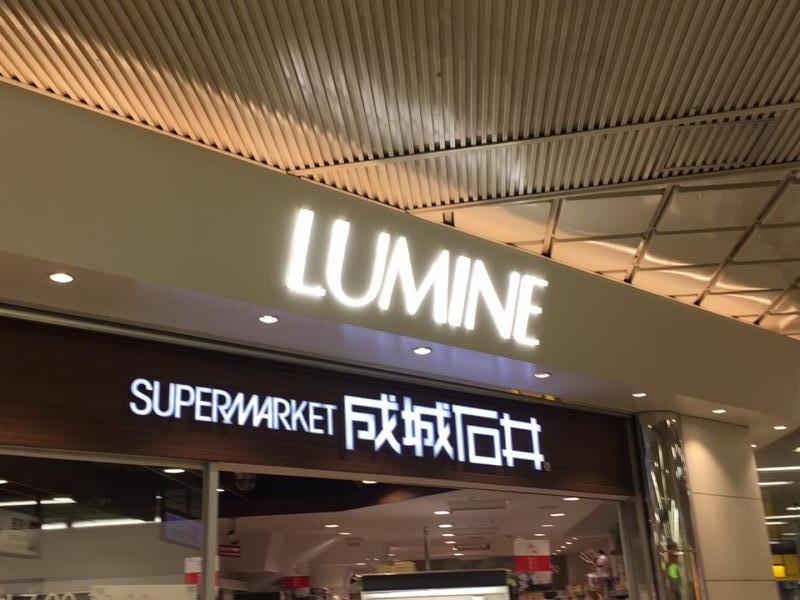 LUMINE
SUPERMARKET 成城石井